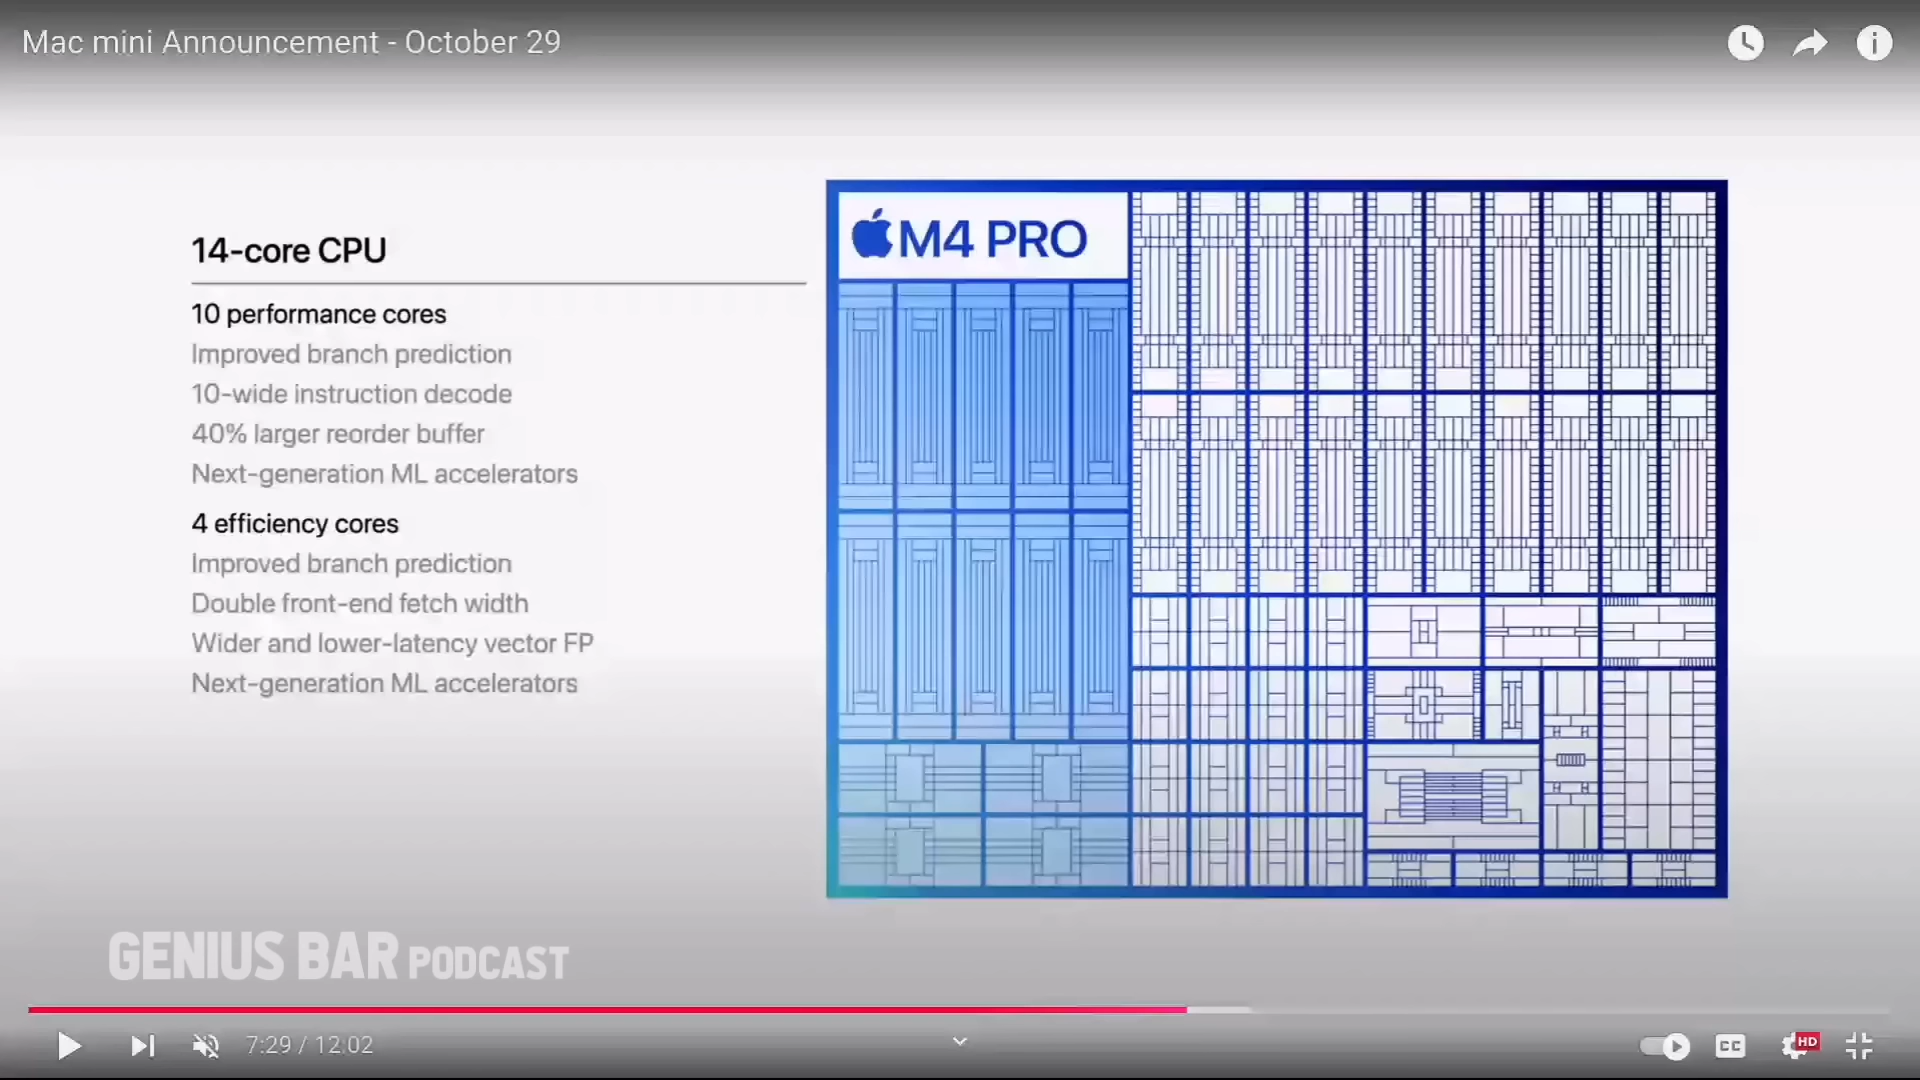 Mac mini Announcement - October 29
14-core CPU
10 performance cores
Improved branch prediction
10-wide instruction decode
40% larger reorder buffer
Next-generation ML accelerators
4 efficiency cores
Improved branch prediction
Double front-end fetch width
Wider and lower-latency vector FP
Next-generation ML accelerators
M4 PRO
GENIUS BAR PODCAST
7:29 / 12:02
CC
HD